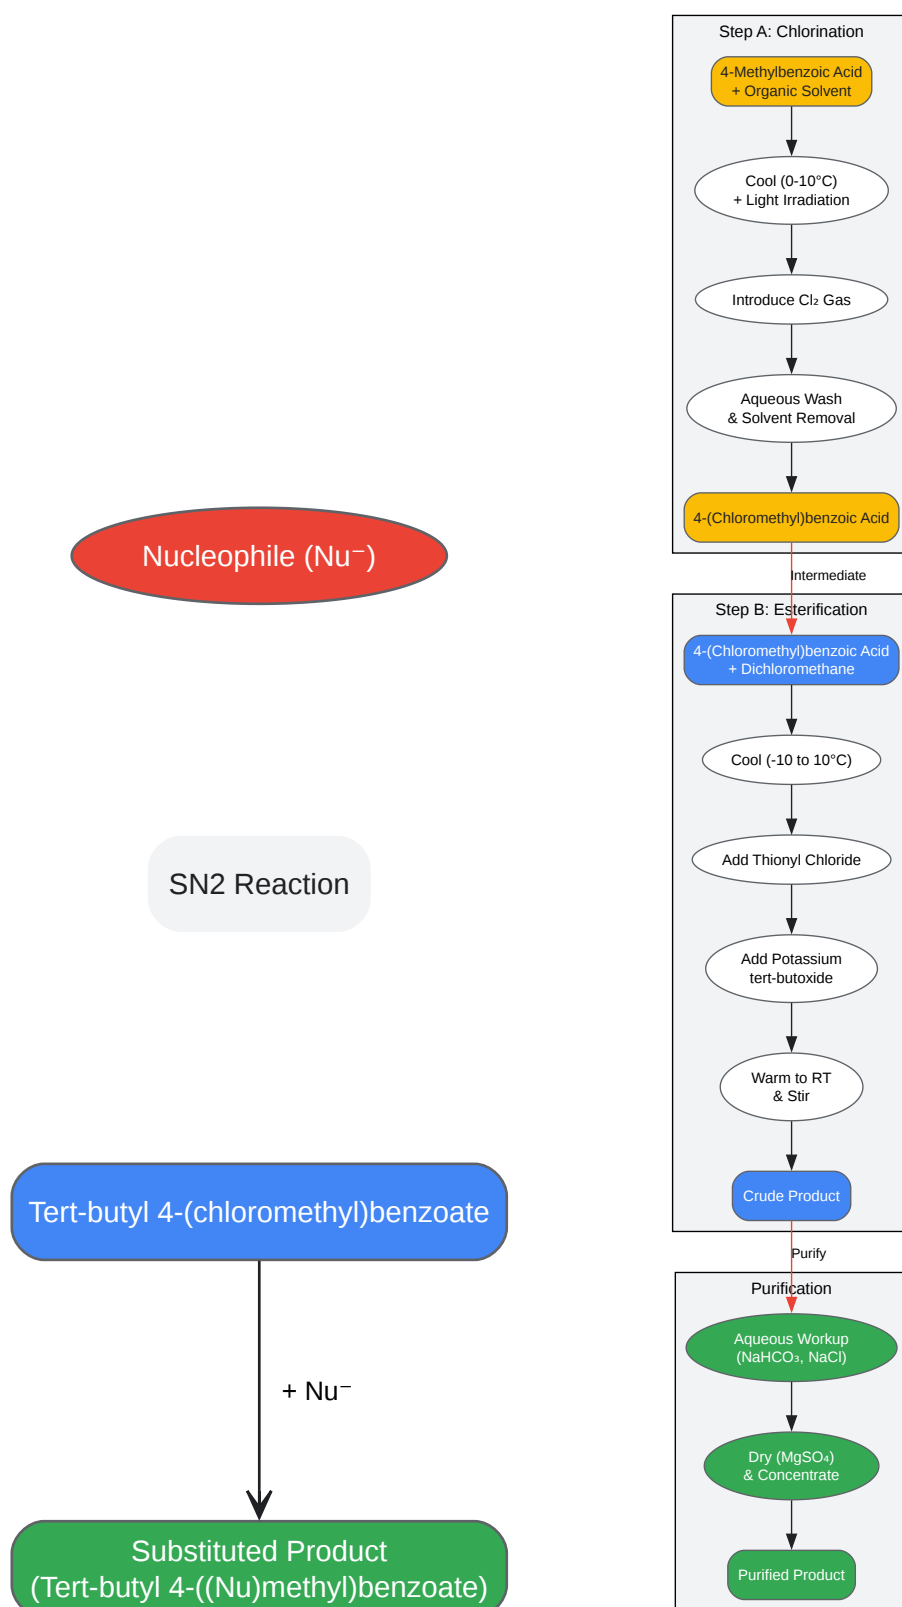 Nucleophile (Nu⁻)
SN2 Reaction
Tert-butyl 4-(chloromethyl)benzoate
+ Nu⁻
Substituted Product
(Tert-butyl 4-((Nu)methyl)benzoate)
Step A: Chlorination
4-Methylbenzoic Acid
+ Organic Solvent
Cool (0-10°C)
+ Light Irradiation
Introduce Cl₂ Gas
Aqueous Wash
& Solvent Removal
4-(Chloromethyl)benzoic Acid
Intermediate
Step B: Esterification
4-(Chloromethyl)benzoic Acid
+ Dichloromethane
Cool (-10 to 10°C)
Add Thionyl Chloride
Add Potassium
tert-butoxide
Warm to RT
& Stir
Crude Product
Purify
Purification
Aqueous Workup
(NaHCO₃, NaCl)
Dry (MgSO₄)
& Concentrate
Purified Product